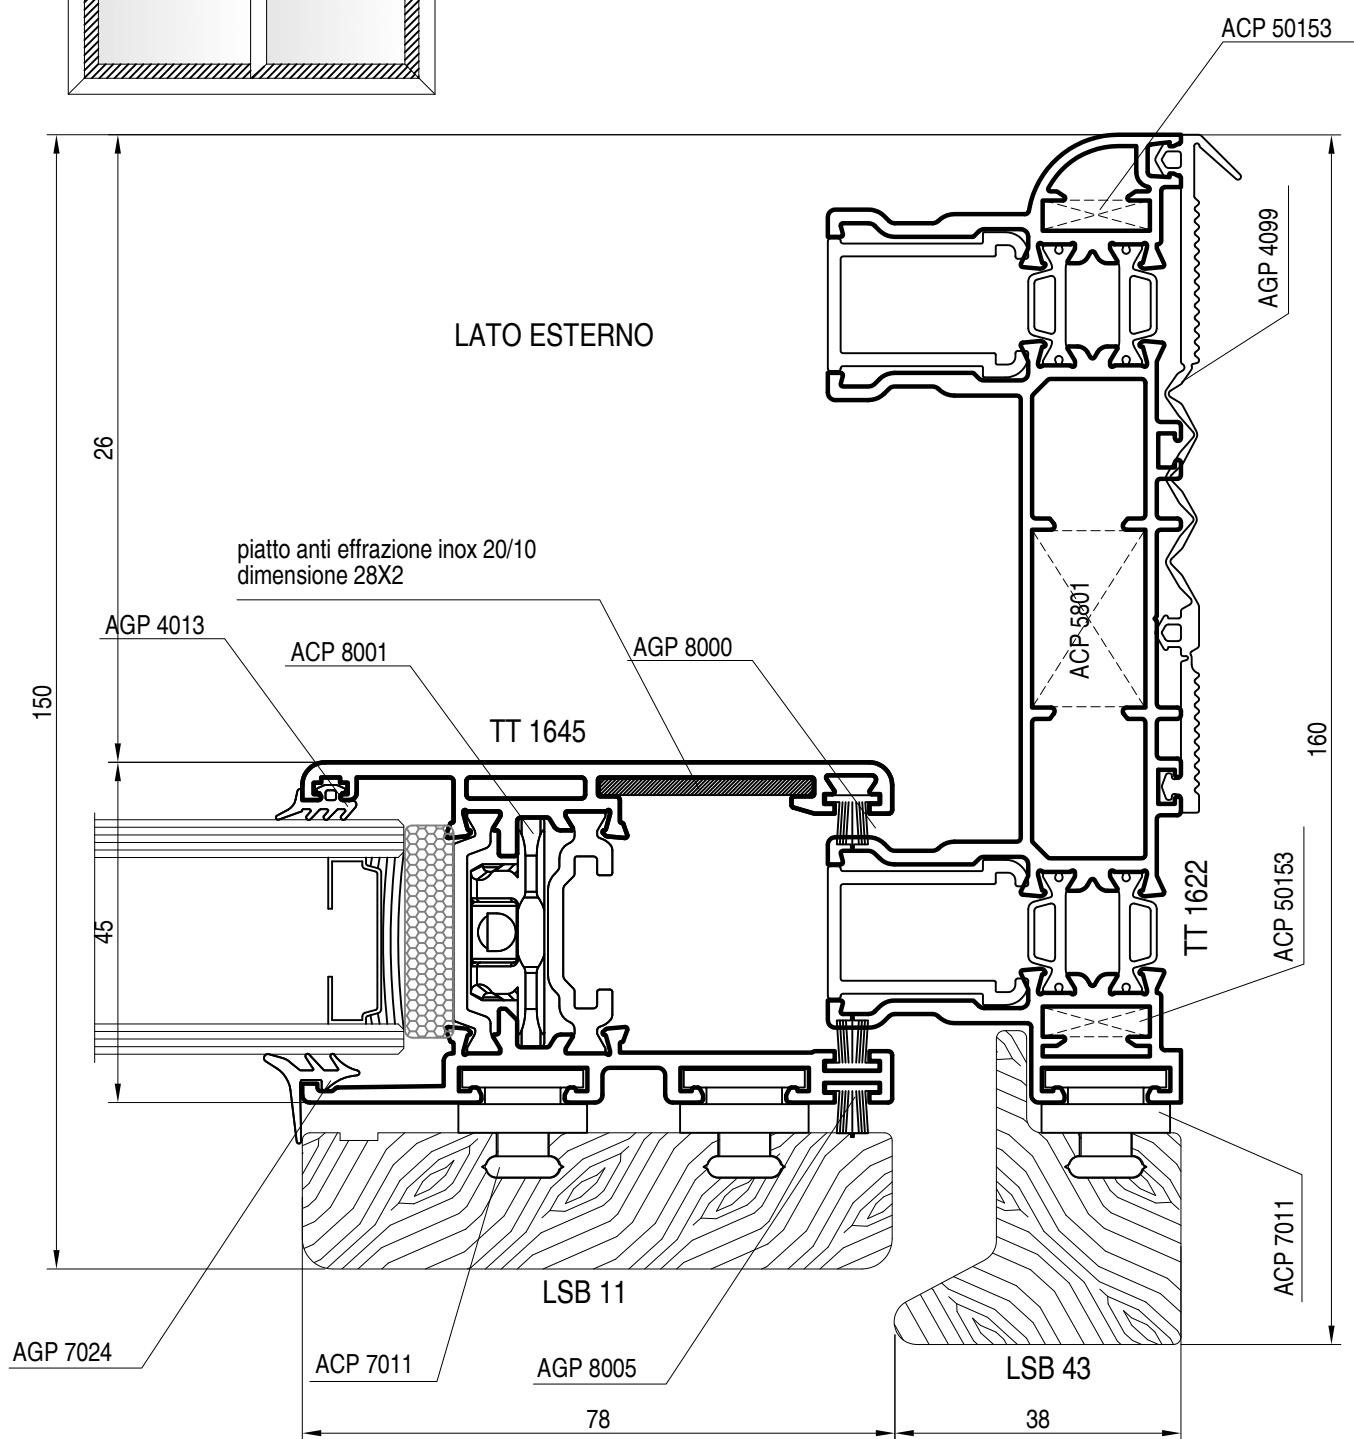 ACP 50153
AGP 4099
LATO ESTERNO
26
piatto anti effrazione inox 20/10
dimensione 28X2
AGP 4013
ACP 8001
AGP 8000
ACP 5801
150
TT 1645
160
45
TT 1622
ACP 50153
ACP 7011
LSB 11
AGP 7024
ACP 7011
AGP 8005
LSB 43
78
38